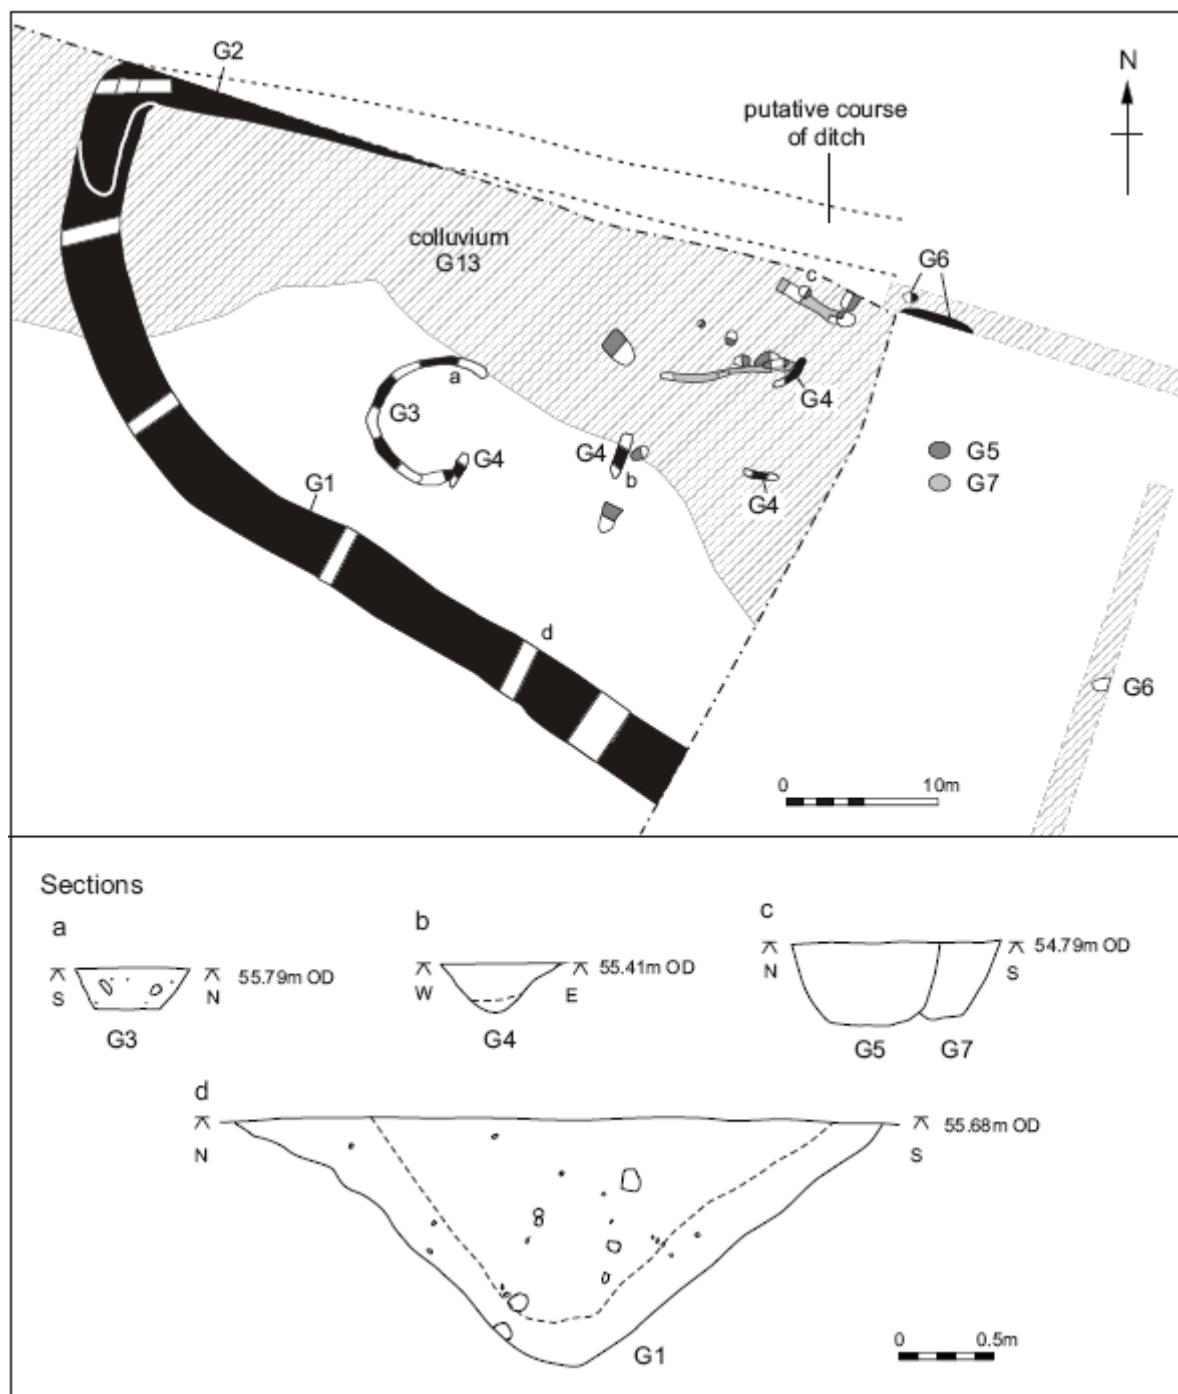 G2
N
putative course
of ditch
colluvium
G13
c
G6
a
G3
G4
G4
G4
b
G4
G5
G7
G1
d
G6
0 10m
Sections
a
S N 55.79m OD
G3
b
W E 55.41m OD
G4
c
N S 54.79m OD
G5 G7
d
N S 55.68m OD
G1
0 0.5m